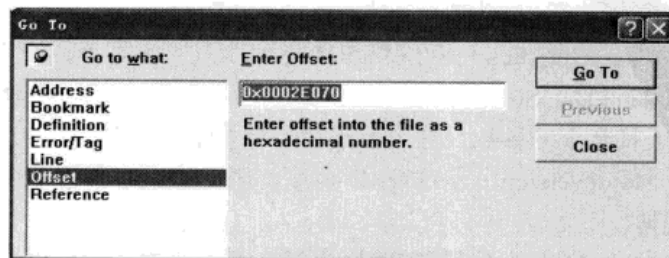 Go To
Go to what:
Address
Bookmark
Definition
Error/Tag
Line
Offset
Reference
Enter Offset:
0x0002E070
Enter offset into the file as a
hexadecimal number.
Go To
Previous
Close